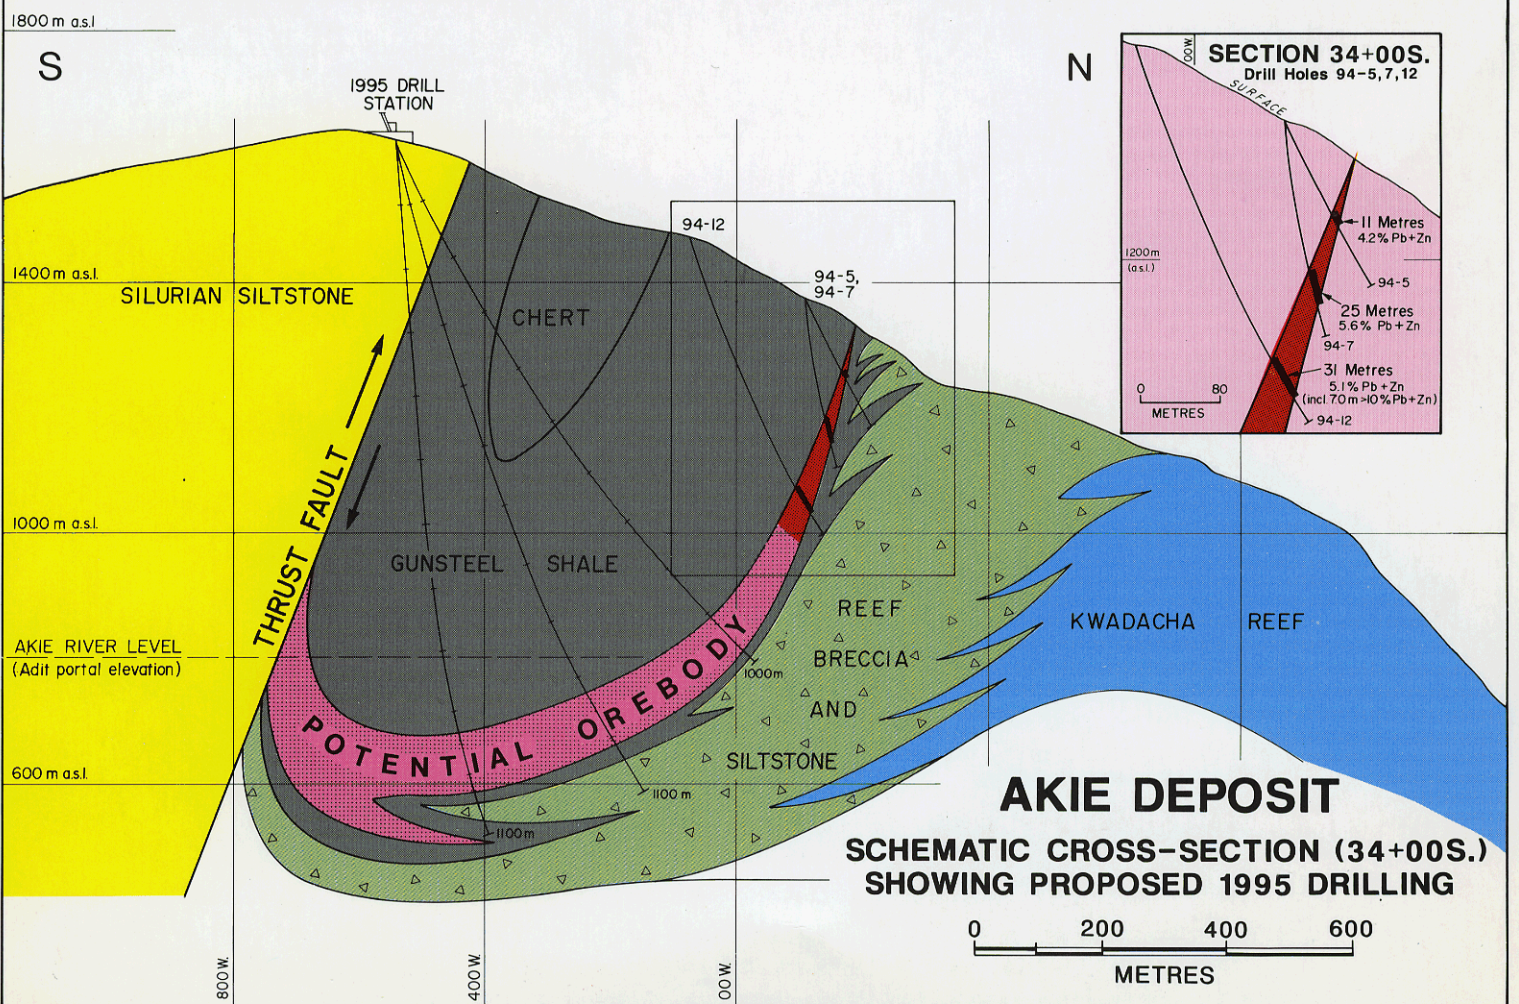 1800 m a.s.l
S
1995 DRILL
STATION
N
00W.
SECTION 34+00S.
Drill Holes 94-5,7,12
SURFACE
11 Metres
4.2% Pb+Zn
1200m
(a.s.l.)
94-5
25 Metres
5.6% Pb+Zn
94-7
31 Metres
5.1% Pb+Zn
(incl. 7.0m >10% Pb+Zn)
94-12
0 80
METRES
94-12
94-5,
94-7
1400 m a.s.l.
SILURIAN SILTSTONE
CHERT
THRUST FAULT
1000 m a.s.l.
GUNSTEEL SHALE
REEF
BRECCIA
AND
SILTSTONE
KWADACHA REEF
AKIE RIVER LEVEL
(Adit portal elevation)
POTENTIAL OREBODY
1000m
1100 m
1100m
600 m a.s.l.
AKIE DEPOSIT
SCHEMATIC CROSS-SECTION (34+00S.)
SHOWING PROPOSED 1995 DRILLING
0 200 400 600
METRES
800W.
400W.
00W.